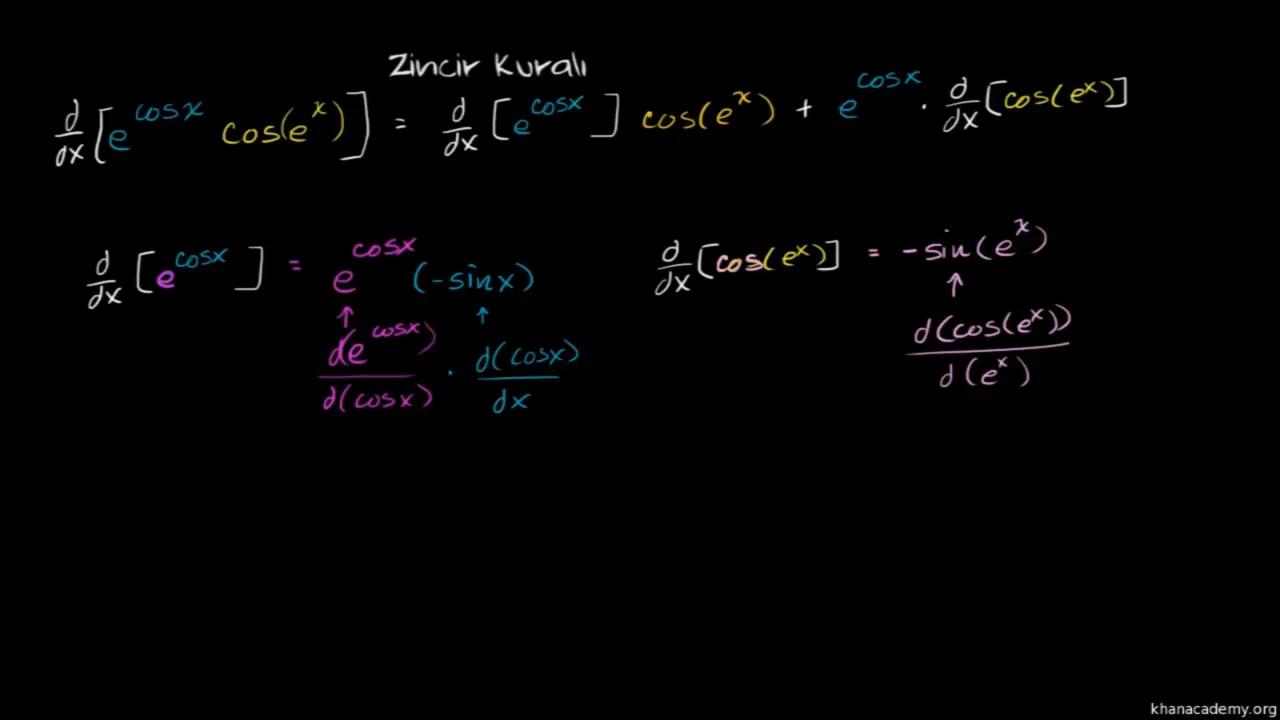 Zincir Kuralı
d/dx [e^cosx cos(e^x)] = d/dx [e^cosx] cos(e^x) + e^cosx · d/dx [cos(e^x)]
d/dx [e^cosx] = e^cosx (-sinx)
↑ ↑
d(e^cosx)/d(cosx) · d(cosx)/dx
d/dx [cos(e^x)] = -sin(e^x)
↑
d(cos(e^x))/d(e^x)
khanacademy.org